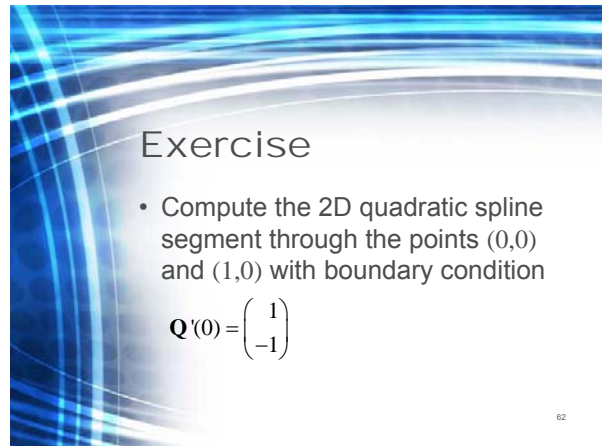 Exercise
• Compute the 2D quadratic spline
segment through the points (0,0)
and (1,0) with boundary condition
Q'(0) = (1 -1)
62